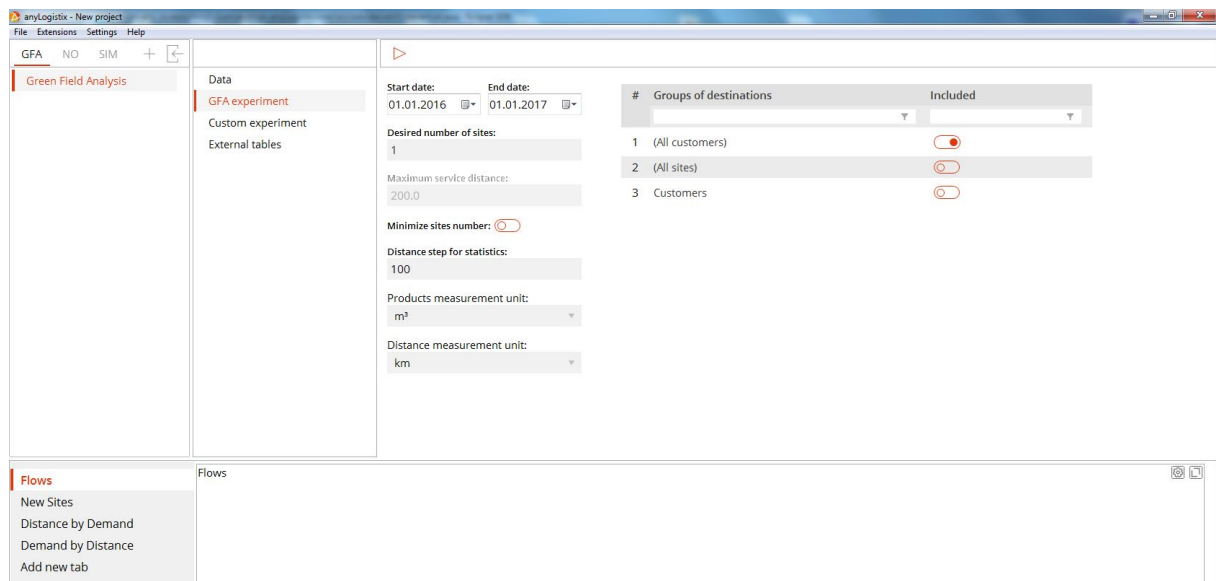 anyLogistix - New project
File Extensions Settings Help
GFA NO SIM
Green Field Analysis
Data
GFA experiment
Custom experiment
External tables
Start date: End date:
01.01.2016 01.01.2017
Desired number of sites:
1
Maximum service distance:
200.0
Minimize sites number:
Distance step for statistics:
100
Products measurement unit:
m³
Distance measurement unit:
km
# Groups of destinations Included
1 (All customers)
2 (All sites)
3 Customers
Flows
New Sites
Distance by Demand
Demand by Distance
Add new tab
Flows